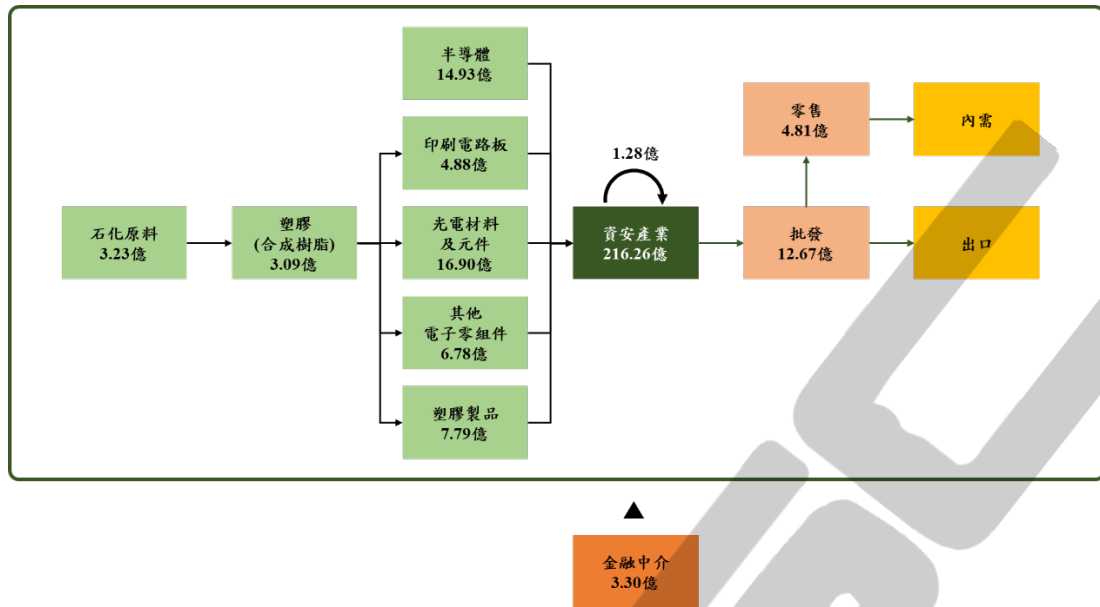 半導體
14.93億
印刷電路板
4.88億
零售
4.81億
內需
1.28億
石化原料
3.23億
塑膠
(合成樹脂)
3.09億
光電材料
及元件
16.90億
資安產業
216.26億
批發
12.67億
出口
其他
電子零組件
6.78億
塑膠製品
7.79億
金融中介
3.30億